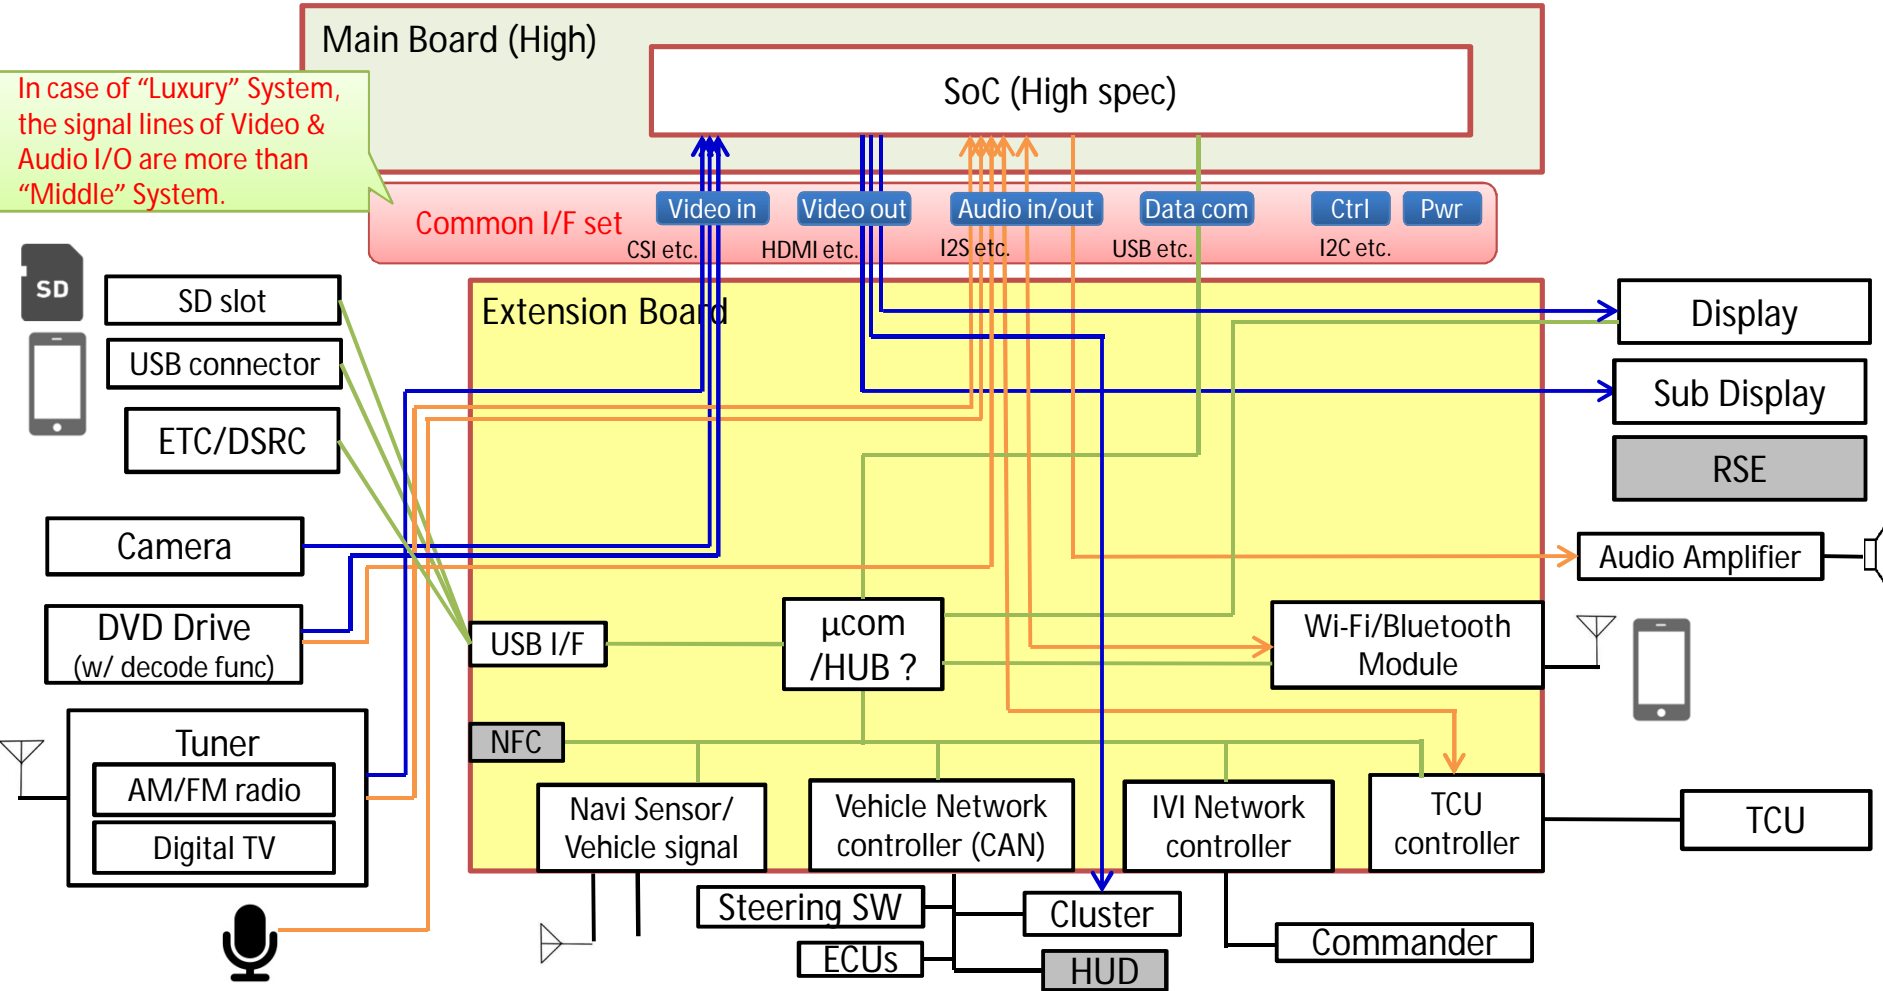 Main Board (High)
SoC (High spec)
In case of “Luxury” System,
the signal lines of Video &
Audio I/O are more than
“Middle” System.
Common I/F set
Video in
Video out
Audio in/out
Data com
Ctrl
Pwr
CSI etc.
HDMI etc.
I2S etc.
USB etc.
I2C etc.
SD
SD slot
USB connector
ETC/DSRC
Camera
DVD Drive
(w/ decode func)
Tuner
AM/FM radio
Digital TV
Extension Board
USB I/F
μcom
/HUB ?
Wi-Fi/Bluetooth
Module
NFC
Navi Sensor/
Vehicle signal
Vehicle Network
controller (CAN)
IVI Network
controller
TCU
controller
Display
Sub Display
RSE
Audio Amplifier
TCU
Steering SW
Cluster
ECUs
HUD
Commander